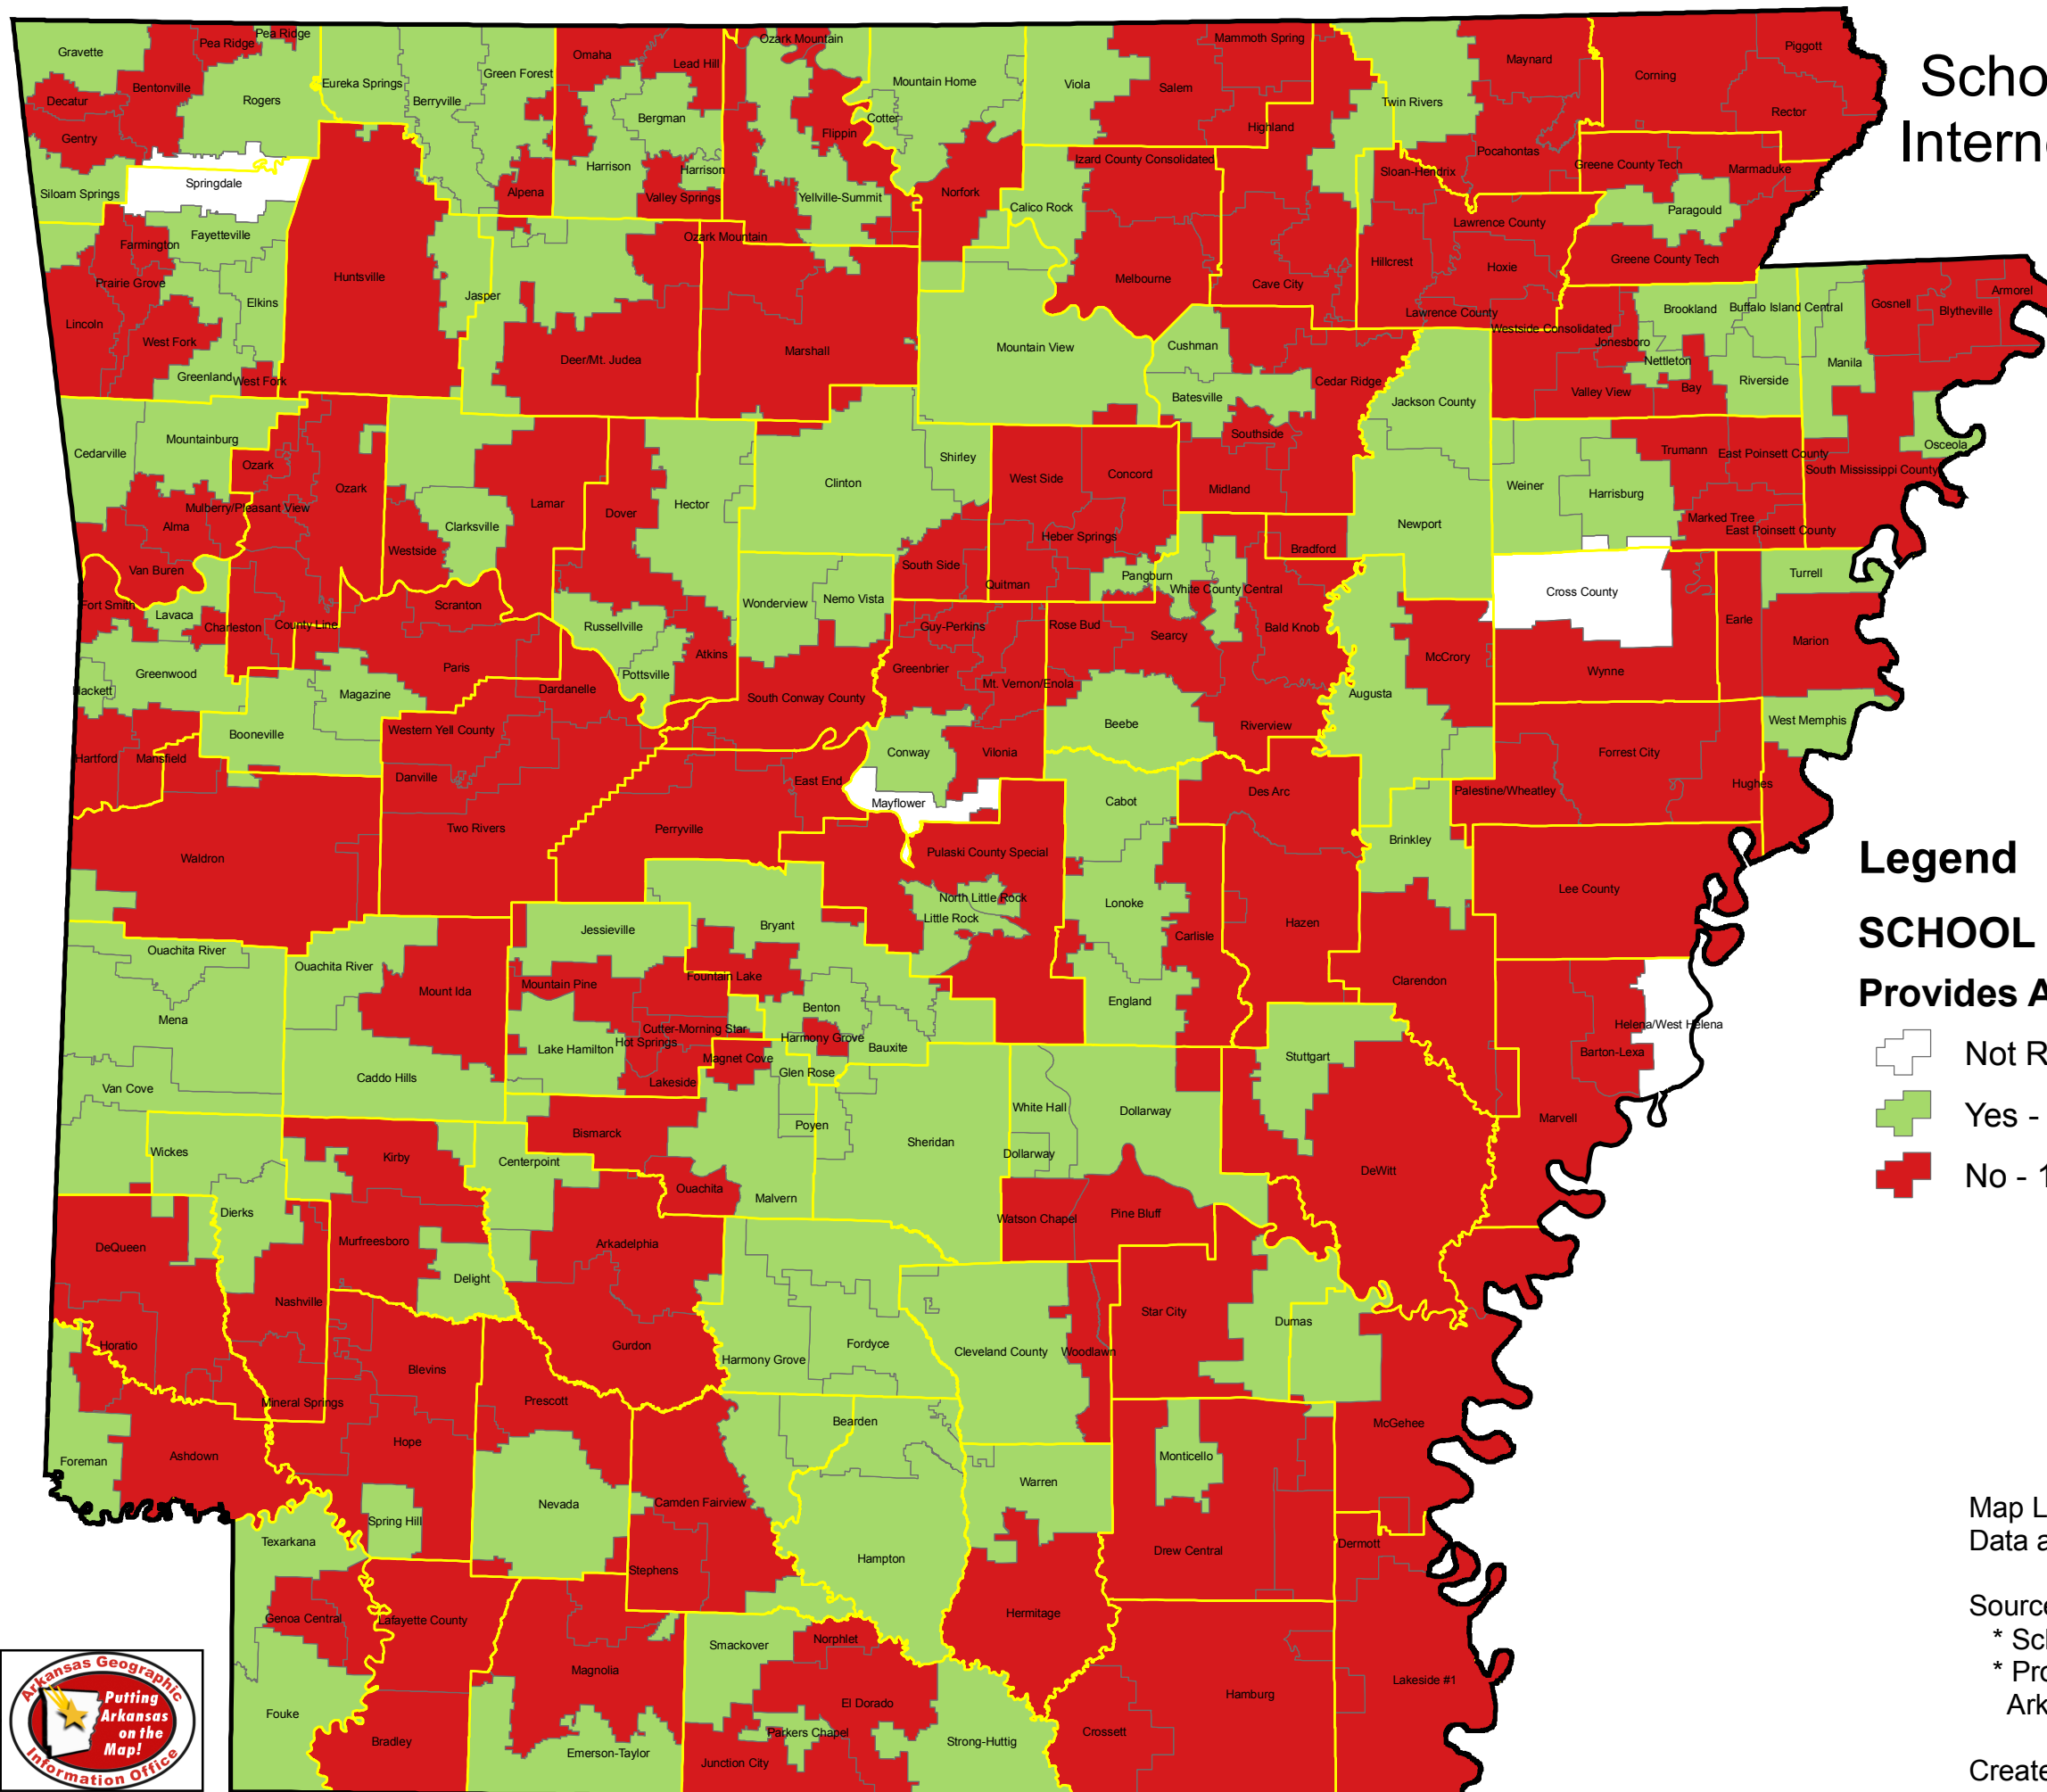 Scho
Intern
Gravette
Pea Ridge
Pea Ridge
Bentonville
Decatur
Rogers
Gentry
Siloam Springs
Springdale
Eureka Springs
Berryville
Green Forest
Omaha
Lead Hill
Bergman
Harrison
Harrison
Valley Springs
Alpena
Ozark Mountain
Flippin
Cotter
Mountain Home
Yellville-Summit
Norfork
Viola
Salem
Mammoth Spring
Highland
Izard County Consolidated
Calico Rock
Melbourne
Twin Rivers
Maynard
Pocahontas
Sloan-Hendrix
Corning
Piggott
Rector
Greene County Tech
Marmaduke
Paragould
Greene County Tech
Lawrence County
Hillcrest
Hoxie
Lawrence County
Cave City
Farmington
Fayetteville
Prairie Grove
Lincoln
Elkins
West Fork
Greenland
West Fork
Huntsville
Jasper
Ozark Mountain
Deer/Mt. Judea
Marshall
Mountain View
Cushman
Batesville
Cedar Ridge
Southside
Midland
Jackson County
Newport
Westside Consolidated
Jonesboro
Brookland
Buffalo Island Central
Nettleton
Valley View
Bay
Riverside
Manila
Gosnell
Blytheville
Armorel
Osceola
South Mississippi County
Weiner
Harrisburg
Trumann
East Poinsett County
Marked Tree
East Poinsett County
Cedarville
Mountainburg
Ozark
Ozark
Mulberry/Pleasant View
Alma
Van Buren
Fort Smith
Lavaca
Charleston
County Line
Greenwood
Hackett
Hartford
Mansfield
Booneville
Magazine
Paris
Scranton
Westside
Clarksville
Lamar
Dover
Hector
Russellville
Pottsville
Atkins
Dardanelle
Western Yell County
Danville
Two Rivers
Waldron
Clinton
Shirley
Wonderview
Nemo Vista
South Side
South Conway County
West Side
Concord
Heber Springs
Quitman
Guy-Perkins
Greenbrier
Mt. Vernon/Enola
Rose Bud
Pangburn
White County Central
Searcy
Bald Knob
Bradford
Riverview
Beebe
Augusta
McCrory
Cross County
Wynne
Earle
Turrell
Marion
West Memphis
Forrest City
Hughes
Palestine/Wheatley
Brinkley
Lee County
Conway
Vilonia
Mayflower
East End
Perryville
Pulaski County Special
North Little Rock
Little Rock
Cabot
Lonoke
Carlisle
England
Des Arc
Hazen
Clarendon
Marvell
Barton-Lexa
Helena/West Helena
Stuttgart
DeWitt
Ouachita River
Ouachita River
Mena
Van Cove
Wickes
Mount Ida
Caddo Hills
Jessieville
Mountain Pine
Fountain Lake
Cutter-Morning Star
Hot Springs
Lake Hamilton
Lakeside
Magnet Cove
Bryant
Benton
Harmony Grove
Bauxite
Glen Rose
Poyen
Sheridan
Malvern
Bismarck
Ouachita
White Hall
Dollarway
Dollarway
Watson Chapel
Pine Bluff
Kirby
Centerpoint
Dierks
DeQueen
Murfreesboro
Delight
Nashville
Horatio
Mineral Springs
Ashdown
Foreman
Arkadelphia
Gurdon
Blevins
Hope
Prescott
Nevada
Spring Hill
Texarkana
Genoa Central
Fouke
Lafayette County
Bradley
Magnolia
Emerson-Taylor
Stephens
Camden Fairview
Harmony Grove
Fordyce
Bearden
Hampton
Cleveland County
Woodlawn
Star City
Dumas
Warren
Hermitage
Monticello
Drew Central
McGehee
Dermott
Lakeside #1
Hamburg
Crossett
Smackover
Norphlet
El Dorado
Parkers Chapel
Junction City
Strong-Huttig
Legend
SCHOOL
Provides A
Not R
Yes -
No - 1
Map L
Data a
Source
* Scl
* Pro
Ark
Create
Arkansas Geographic
Putting
Arkansas
on the
Map!
Information Office